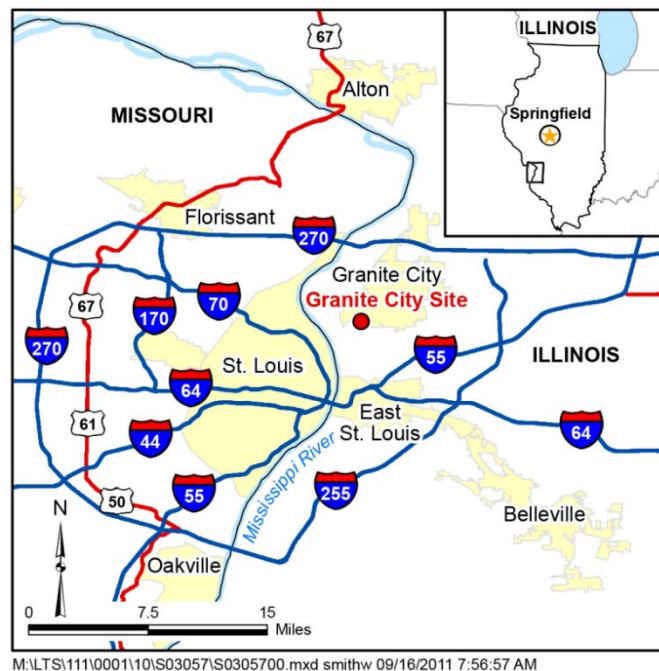 67
ILLINOIS
Alton
MISSOURI
Springfield
Florissant
270
Granite City
Granite City Site
67
170
70
270
55
ILLINOIS
St. Louis
64
East
St. Louis
61
44
64
Mississippi River
55
255
50
Belleville
N
Oakville
0
7.5
15
Miles
M:\LTS\111\0001\10\S03057\S0305700.mxd smithw 09/16/2011 7:56:57 AM